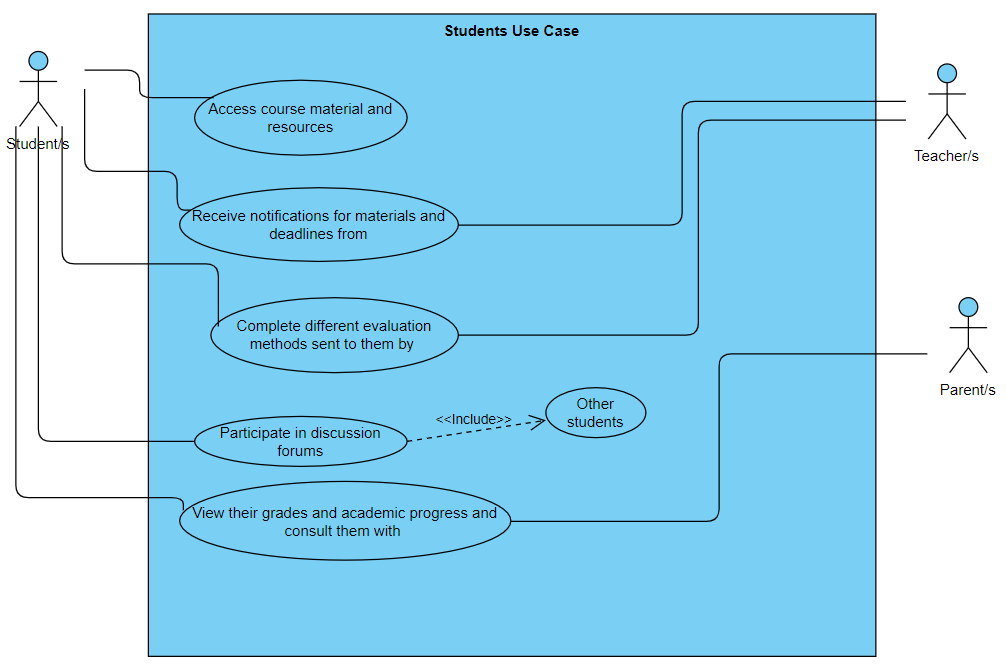 Students Use Case
Student/s
Teacher/s
Parent/s
Access course material and
resources
Receive notifications for materials and
deadlines from
Complete different evaluation
methods sent to them by
Participate in discussion
forums
<<Include>>
Other
students
View their grades and academic progress and
consult them with